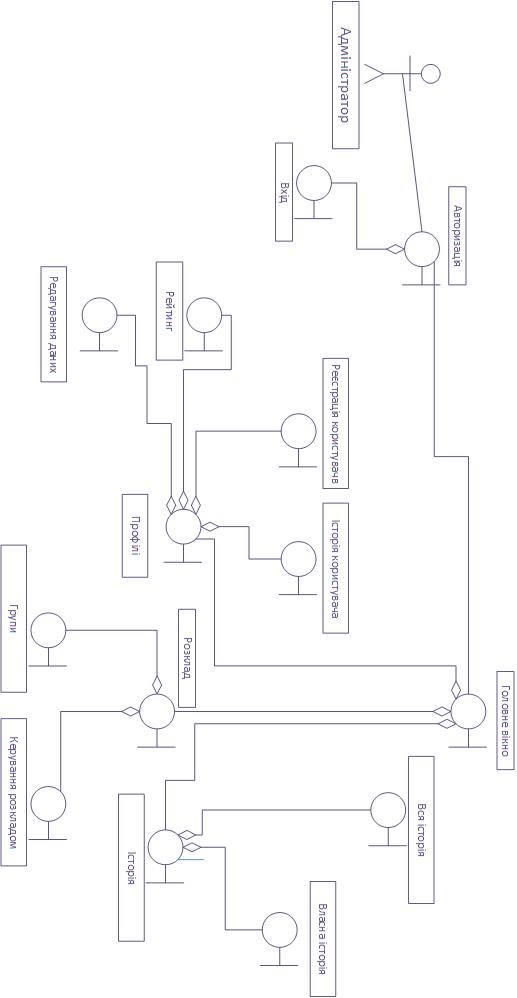 Головне вікно
Авторизація
Вся історія
Адміністратор
Реєстрація користувачів
Історія користувача
Власна історія
Вхід
Розклад
Рейтинг
Профілі
Історія
Редагування даних
Групи
Керування розкладом